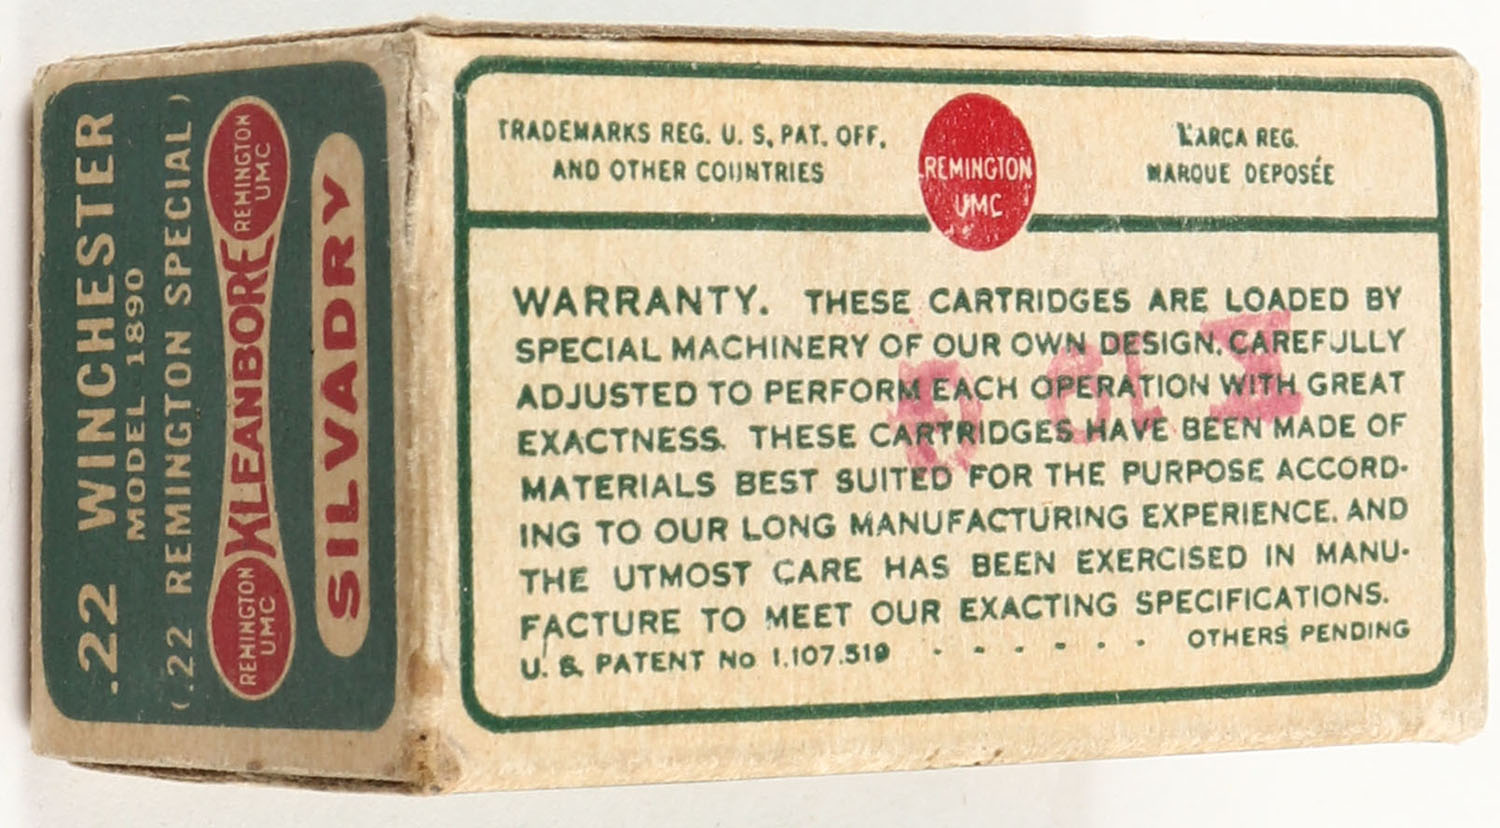 .22 WINCHESTER
MODEL 1890
(.22 REMINGTON SPECIAL)
REMINGTON
UMC
KLEANBORE
REMINGTON
UMC
SILVADRY
TRADEMARKS REG. U. S. PAT. OFF.
AND OTHER COUNTRIES
REMINGTON
UMC
MARCA REG.
MARQUE DEPOSÉE
WARRANTY. THESE CARTRIDGES ARE LOADED BY
SPECIAL MACHINERY OF OUR OWN DESIGN, CAREFULLY
ADJUSTED TO PERFORM EACH OPERATION WITH GREAT
EXACTNESS. THESE CARTRIDGES HAVE BEEN MADE OF
MATERIALS BEST SUITED FOR THE PURPOSE ACCORD-
ING TO OUR LONG MANUFACTURING EXPERIENCE, AND
THE UTMOST CARE HAS BEEN EXERCISED IN MANU-
FACTURE TO MEET OUR EXACTING SPECIFICATIONS.
U. S. PATENT No 1,107,519 - - - - - - OTHERS PENDING